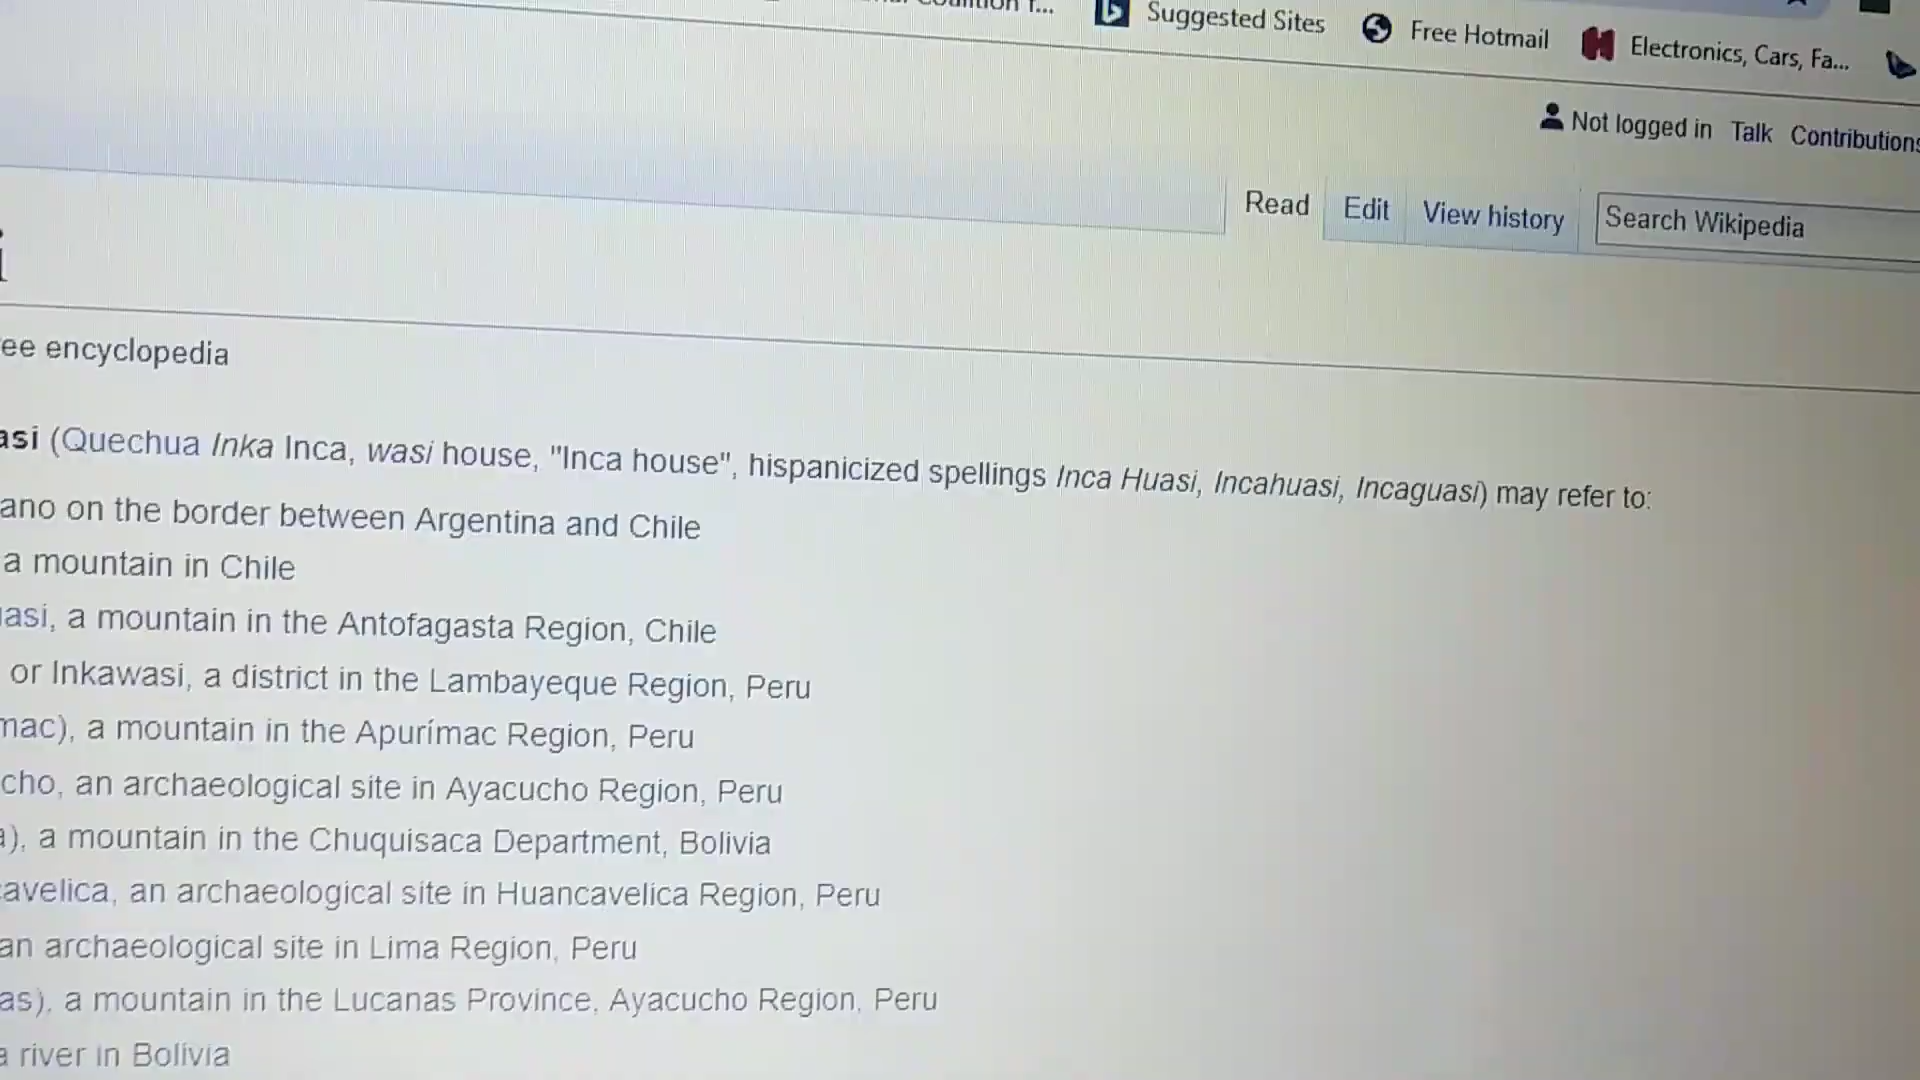 Suggested Sites Free Hotmail Electronics, Cars, Fa...
Not logged in Talk Contributions
Read Edit View history Search Wikipedia
i
ee encyclopedia
asi (Quechua Inka Inca, wasi house, "Inca house", hispanicized spellings Inca Huasi, Incahuasi, Incaguasi) may refer to:
ano on the border between Argentina and Chile
a mountain in Chile
asi, a mountain in the Antofagasta Region, Chile
or Inkawasi, a district in the Lambayeque Region, Peru
mac), a mountain in the Apurímac Region, Peru
cho, an archaeological site in Ayacucho Region, Peru
a), a mountain in the Chuquisaca Department, Bolivia
avelica, an archaeological site in Huancavelica Region, Peru
an archaeological site in Lima Region, Peru
as), a mountain in the Lucanas Province, Ayacucho Region, Peru
a river in Bolivia